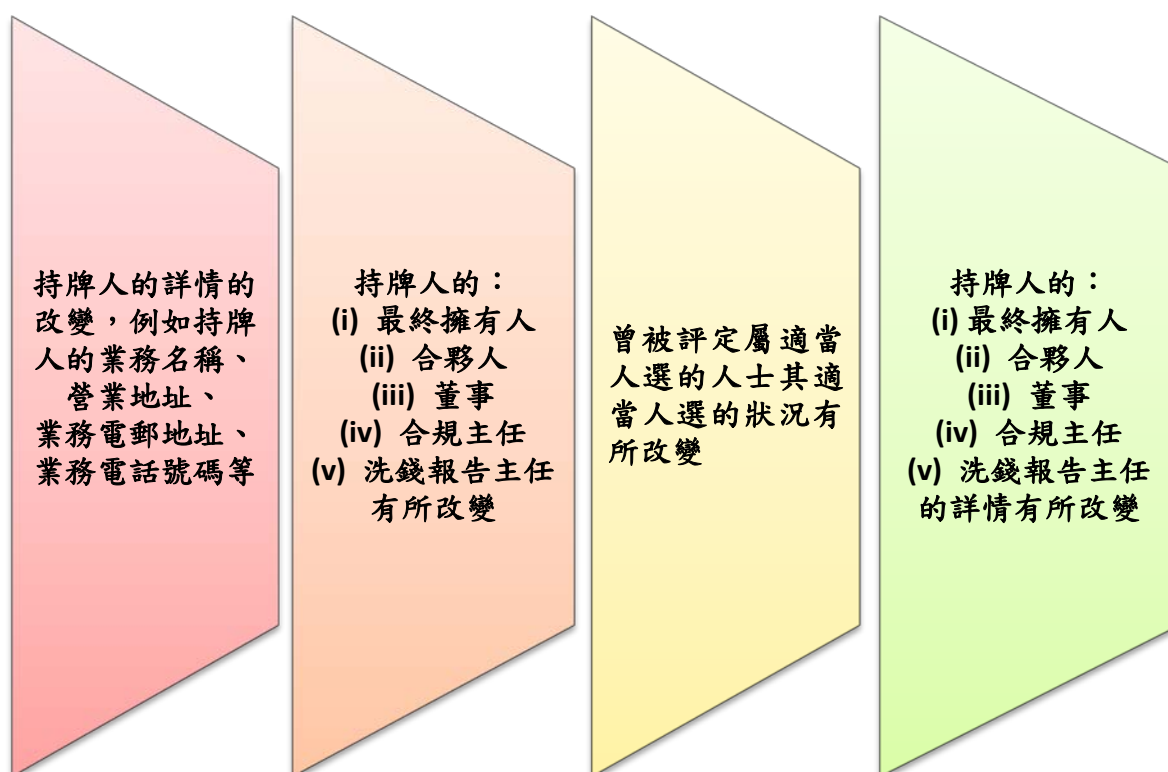 持牌人的詳情的
改變，例如持牌
人的業務名稱、
營業地址、
業務電郵地址、
業務電話號碼等
持牌人的：
(i) 最終擁有人
(ii) 合夥人
(iii) 董事
(iv) 合規主任
(v) 洗錢報告主任
有所改變
曾被評定屬適當
人選的人士其適
當人選的狀況有
所改變
持牌人的：
(i) 最終擁有人
(ii) 合夥人
(iii) 董事
(iv) 合規主任
(v) 洗錢報告主任
的詳情有所改變